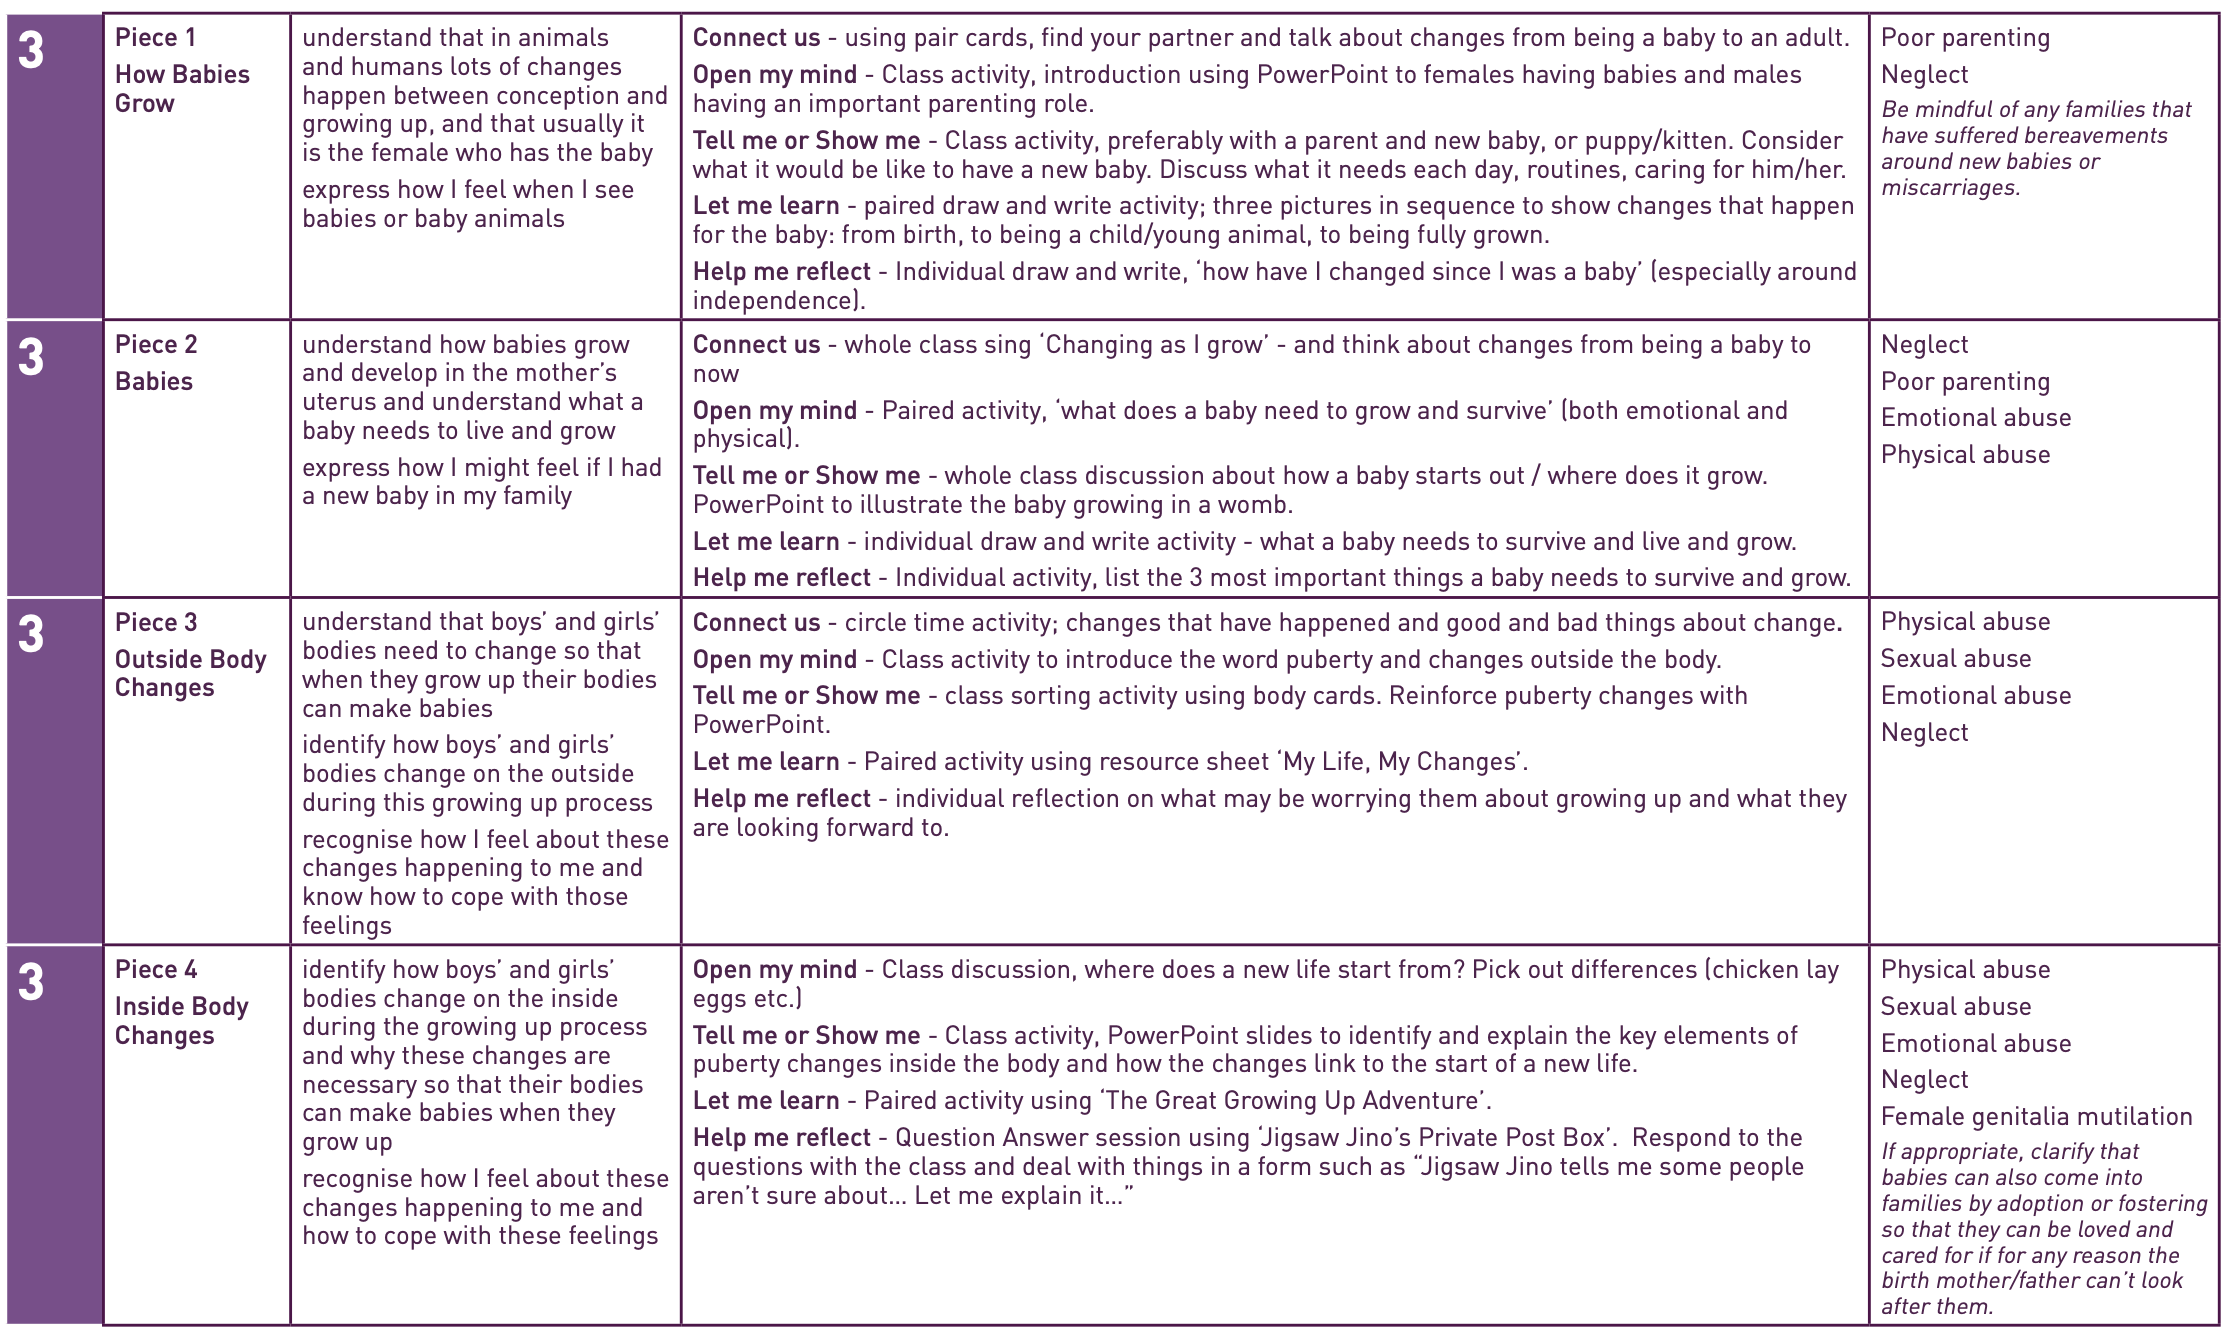 3
Piece 1
How Babies
Grow
understand that in animals
and humans lots of changes
happen between conception and
growing up, and that usually it
is the female who has the baby
express how I feel when I see
babies or baby animals
Connect us - using pair cards, find your partner and talk about changes from being a baby to an adult.
Open my mind - Class activity, introduction using PowerPoint to females having babies and males
having an important parenting role.
Tell me or Show me - Class activity, preferably with a parent and new baby, or puppy/kitten. Consider
what it would be like to have a new baby. Discuss what it needs each day, routines, caring for him/her.
Let me learn - paired draw and write activity; three pictures in sequence to show changes that happen
for the baby: from birth, to being a child/young animal, to being fully grown.
Help me reflect - Individual draw and write, ‘how have I changed since I was a baby’ (especially around
independence).
Poor parenting
Neglect
Be mindful of any families that
have suffered bereavements
around new babies or
miscarriages.
3
Piece 2
Babies
understand how babies grow
and develop in the mother’s
uterus and understand what a
baby needs to live and grow
express how I might feel if I had
a new baby in my family
Connect us - whole class sing ‘Changing as I grow’ - and think about changes from being a baby to
now
Open my mind - Paired activity, ‘what does a baby need to grow and survive’ (both emotional and
physical).
Tell me or Show me - whole class discussion about how a baby starts out / where does it grow.
PowerPoint to illustrate the baby growing in a womb.
Let me learn - individual draw and write activity - what a baby needs to survive and live and grow.
Help me reflect - Individual activity, list the 3 most important things a baby needs to survive and grow.
Neglect
Poor parenting
Emotional abuse
Physical abuse
3
Piece 3
Outside Body
Changes
understand that boys’ and girls’
bodies need to change so that
when they grow up their bodies
can make babies
identify how boys’ and girls’
bodies change on the outside
during this growing up process
recognise how I feel about these
changes happening to me and
know how to cope with those
feelings
Connect us - circle time activity; changes that have happened and good and bad things about change.
Open my mind - Class activity to introduce the word puberty and changes outside the body.
Tell me or Show me - class sorting activity using body cards. Reinforce puberty changes with
PowerPoint.
Let me learn - Paired activity using resource sheet ‘My Life, My Changes’.
Help me reflect - individual reflection on what may be worrying them about growing up and what they
are looking forward to.
Physical abuse
Sexual abuse
Emotional abuse
Neglect
3
Piece 4
Inside Body
Changes
identify how boys’ and girls’
bodies change on the inside
during the growing up process
and why these changes are
necessary so that their bodies
can make babies when they
grow up
recognise how I feel about these
changes happening to me and
how to cope with these feelings
Open my mind - Class discussion, where does a new life start from? Pick out differences (chicken lay
eggs etc.)
Tell me or Show me - Class activity, PowerPoint slides to identify and explain the key elements of
puberty changes inside the body and how the changes link to the start of a new life.
Let me learn - Paired activity using ‘The Great Growing Up Adventure’.
Help me reflect - Question Answer session using ‘Jigsaw Jino’s Private Post Box’. Respond to the
questions with the class and deal with things in a form such as “Jigsaw Jino tells me some people
aren’t sure about... Let me explain it...”
Physical abuse
Sexual abuse
Emotional abuse
Neglect
Female genitalia mutilation
If appropriate, clarify that
babies can also come into
families by adoption or fostering
so that they can be loved and
cared for if for any reason the
birth mother/father can’t look
after them.